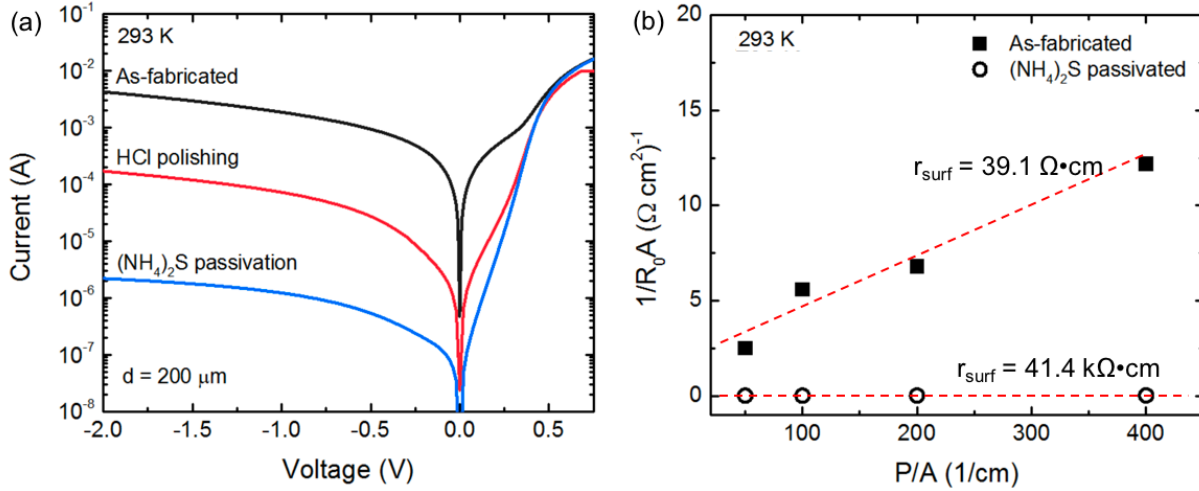 (a)
293 K
As-fabricated
HCl polishing
(NH₄)₂S passivation
d = 200 μm
Current (A)
10⁻¹
10⁻²
10⁻³
10⁻⁴
10⁻⁵
10⁻⁶
10⁻⁷
10⁻⁸
-2.0 -1.5 -1.0 -0.5 0.0 0.5
Voltage (V)
(b)
293 K
As-fabricated
(NH₄)₂S passivated
r_surf = 39.1 Ω•cm
r_surf = 41.4 kΩ•cm
1/R₀A (Ω cm²)⁻¹
20
15
10
5
0
100 200 300 400
P/A (1/cm)